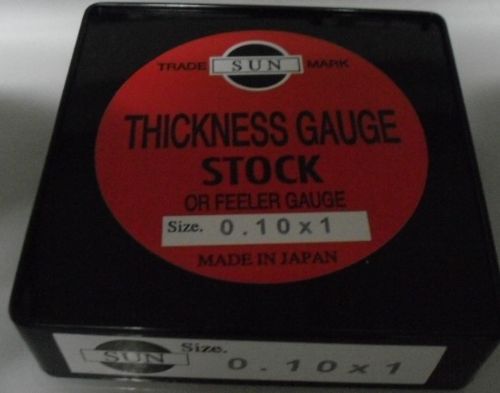 TRADE SUN MARK
THICKNESS GAUGE
STOCK
OR FEELER GAUGE
Size. 0.10x1
MADE IN JAPAN
SUN Size. 0.10x1